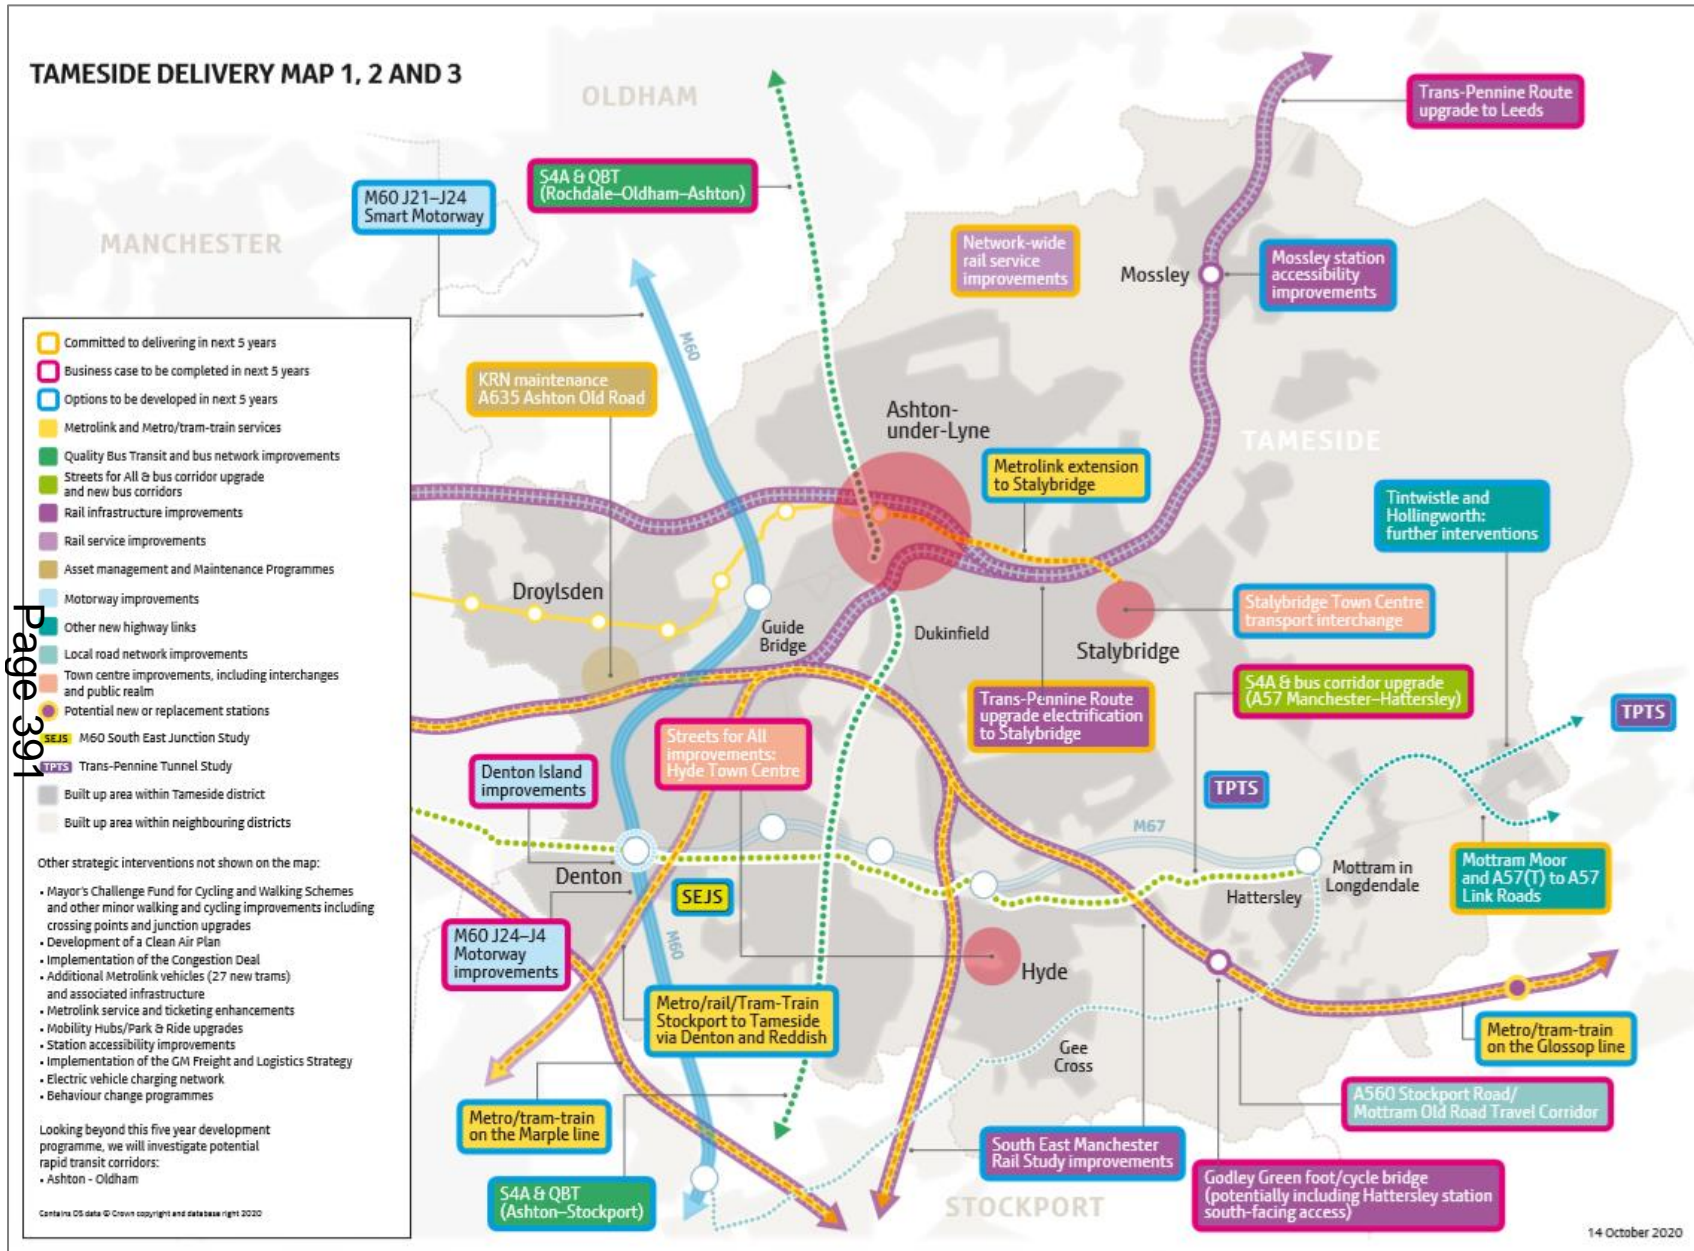 TAMESIDE DELIVERY MAP 1, 2 AND 3
OLDHAM
MANCHESTER
TAMESIDE
STOCKPORT
Trans-Pennine Route
upgrade to Leeds
S4A & QBT
(Rochdale–Oldham–Ashton)
M60 J21–J24
Smart Motorway
Network-wide
rail service
improvements
Mossley
Mossley station
accessibility
improvements
M60
KRN maintenance
A635 Ashton Old Road
Ashton-
under-Lyne
Metrolink extension
to Stalybridge
Tintwistle and
Hollingworth:
further interventions
Droylsden
Guide
Bridge
Dukinfield
Stalybridge
Stalybridge Town Centre
transport interchange
Trans-Pennine Route
upgrade electrification
to Stalybridge
S4A & bus corridor upgrade
(A57 Manchester–Hattersley)
TPTS
TPTS
Streets for All
improvements:
Hyde Town Centre
Denton Island
improvements
M67
Denton
SEJS
Hattersley
Mottram in
Longdendale
Mottram Moor
and A57(T) to A57
Link Roads
M60 J24–J4
Motorway
improvements
M60
Hyde
Metro/rail/Tram-Train
Stockport to Tameside
via Denton and Reddish
Gee
Cross
Metro/tram-train
on the Glossop line
Metro/tram-train
on the Marple line
A560 Stockport Road/
Mottram Old Road Travel Corridor
South East Manchester
Rail Study improvements
Godley Green foot/cycle bridge
(potentially including Hattersley station
south-facing access)
S4A & QBT
(Ashton–Stockport)
14 October 2020
Committed to delivering in next 5 years
Business case to be completed in next 5 years
Options to be developed in next 5 years
Metrolink and Metro/tram-train services
Quality Bus Transit and bus network improvements
Streets for All & bus corridor upgrade
and new bus corridors
Rail infrastructure improvements
Rail service improvements
Asset management and Maintenance Programmes
Motorway improvements
Other new highway links
Local road network improvements
Town centre improvements, including interchanges
and public realm
Potential new or replacement stations
SEJS M60 South East Junction Study
TPTS Trans-Pennine Tunnel Study
Built up area within Tameside district
Built up area within neighbouring districts
Other strategic interventions not shown on the map:
• Mayor's Challenge Fund for Cycling and Walking Schemes
and other minor walking and cycling improvements including
crossing points and junction upgrades
• Development of a Clean Air Plan
• Implementation of the Congestion Deal
• Additional Metrolink vehicles (27 new trams)
and associated infrastructure
• Metrolink service and ticketing enhancements
• Mobility Hubs/Park & Ride upgrades
• Station accessibility improvements
• Implementation of the GM Freight and Logistics Strategy
• Electric vehicle charging network
• Behaviour change programmes
Looking beyond this five year development
programme, we will investigate potential
rapid transit corridors:
• Ashton - Oldham
Contains OS data © Crown copyright and database right 2020
Page 391